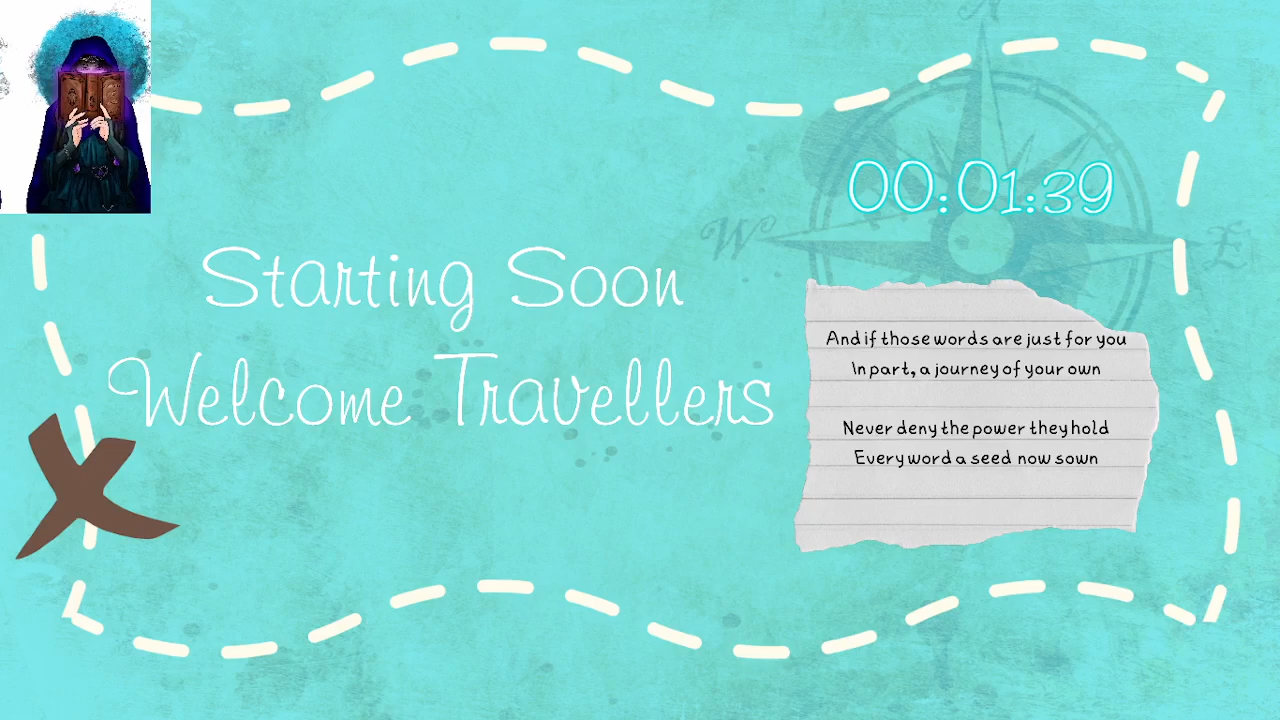 N
00:01:39
W
E
Starting Soon
Welcome Travellers
And if those words are just for you
In part, a journey of your own
Never deny the power they hold
Every word a seed now sown